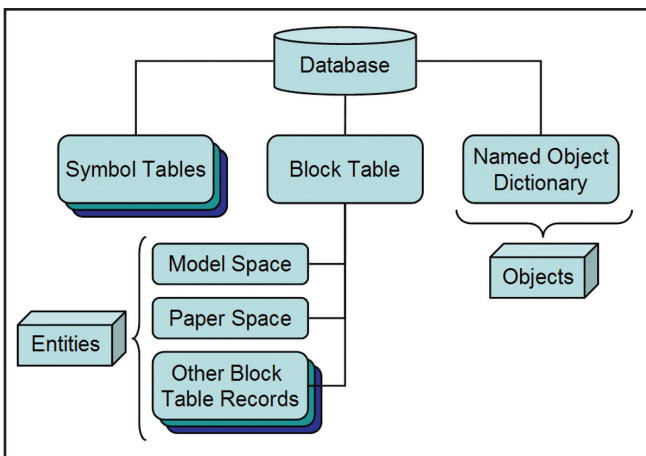 Database
Symbol Tables
Block Table
Named Object
Dictionary
Model Space
Objects
Paper Space
Entities
Other Block
Table Records